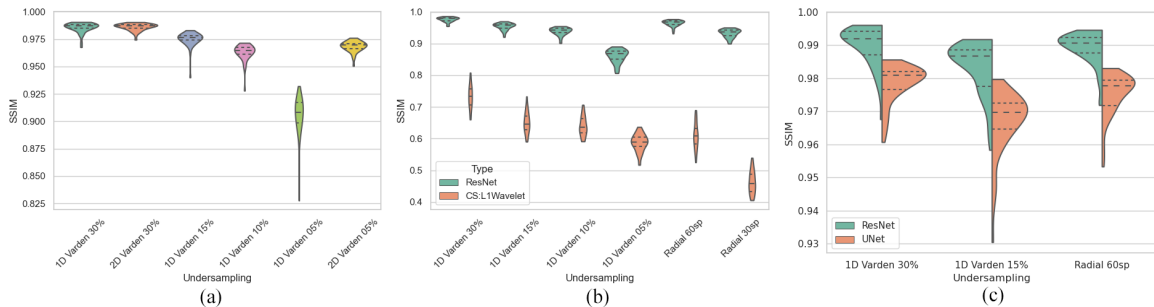 1.000
0.975
0.950
0.925
0.900
0.875
0.850
0.825
SSIM
1D Varden 30%
2D Varden 30%
1D Varden 15%
1D Varden 10%
1D Varden 05%
2D Varden 05%
Undersampling
(a)
1.0
0.9
0.8
0.7
0.6
0.5
0.4
SSIM
Type
ResNet
CS:L1Wavelet
1D Varden 30%
1D Varden 15%
1D Varden 10%
1D Varden 05%
Radial 60sp
Radial 30sp
Undersampling
(b)
1.00
0.99
0.98
0.97
0.96
0.95
0.94
0.93
SSIM
ResNet
UNet
1D Varden 30%
1D Varden 15%
Radial 60sp
Undersampling
(c)